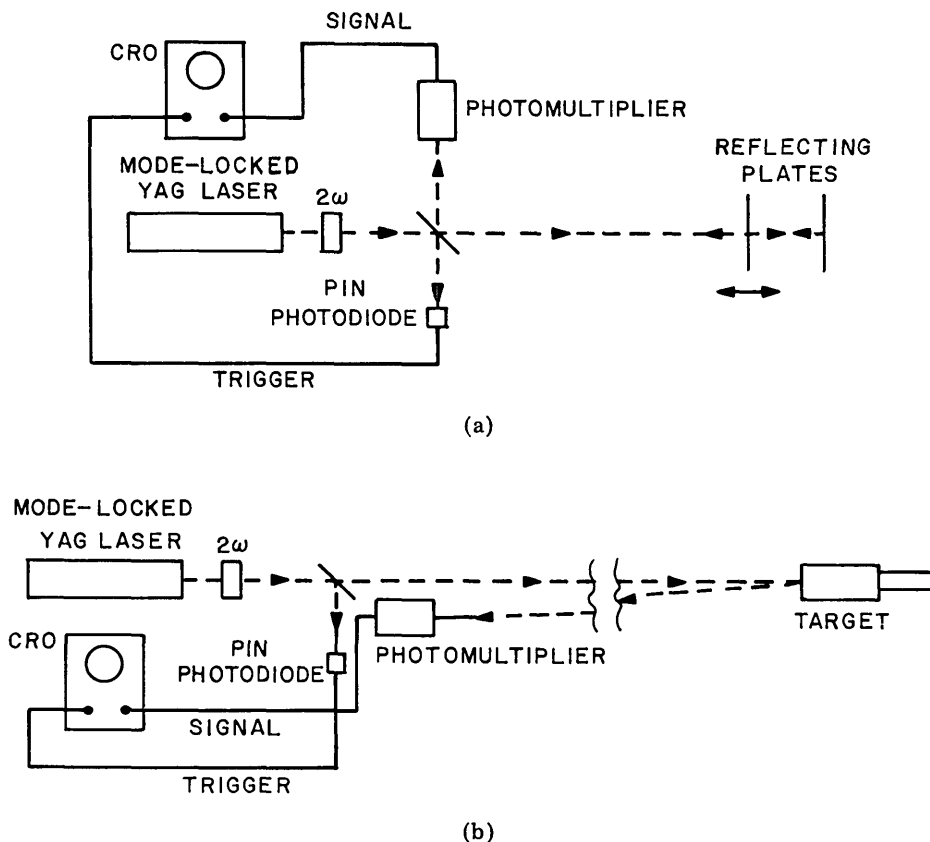 SIGNAL
CRO
PHOTOMULTIPLIER
MODE-LOCKED
YAG LASER
2ω
REFLECTING
PLATES
PIN
PHOTODIODE
TRIGGER
(a)
MODE-LOCKED
YAG LASER
2ω
TARGET
CRO
PIN
PHOTODIODE
PHOTOMULTIPLIER
SIGNAL
TRIGGER
(b)